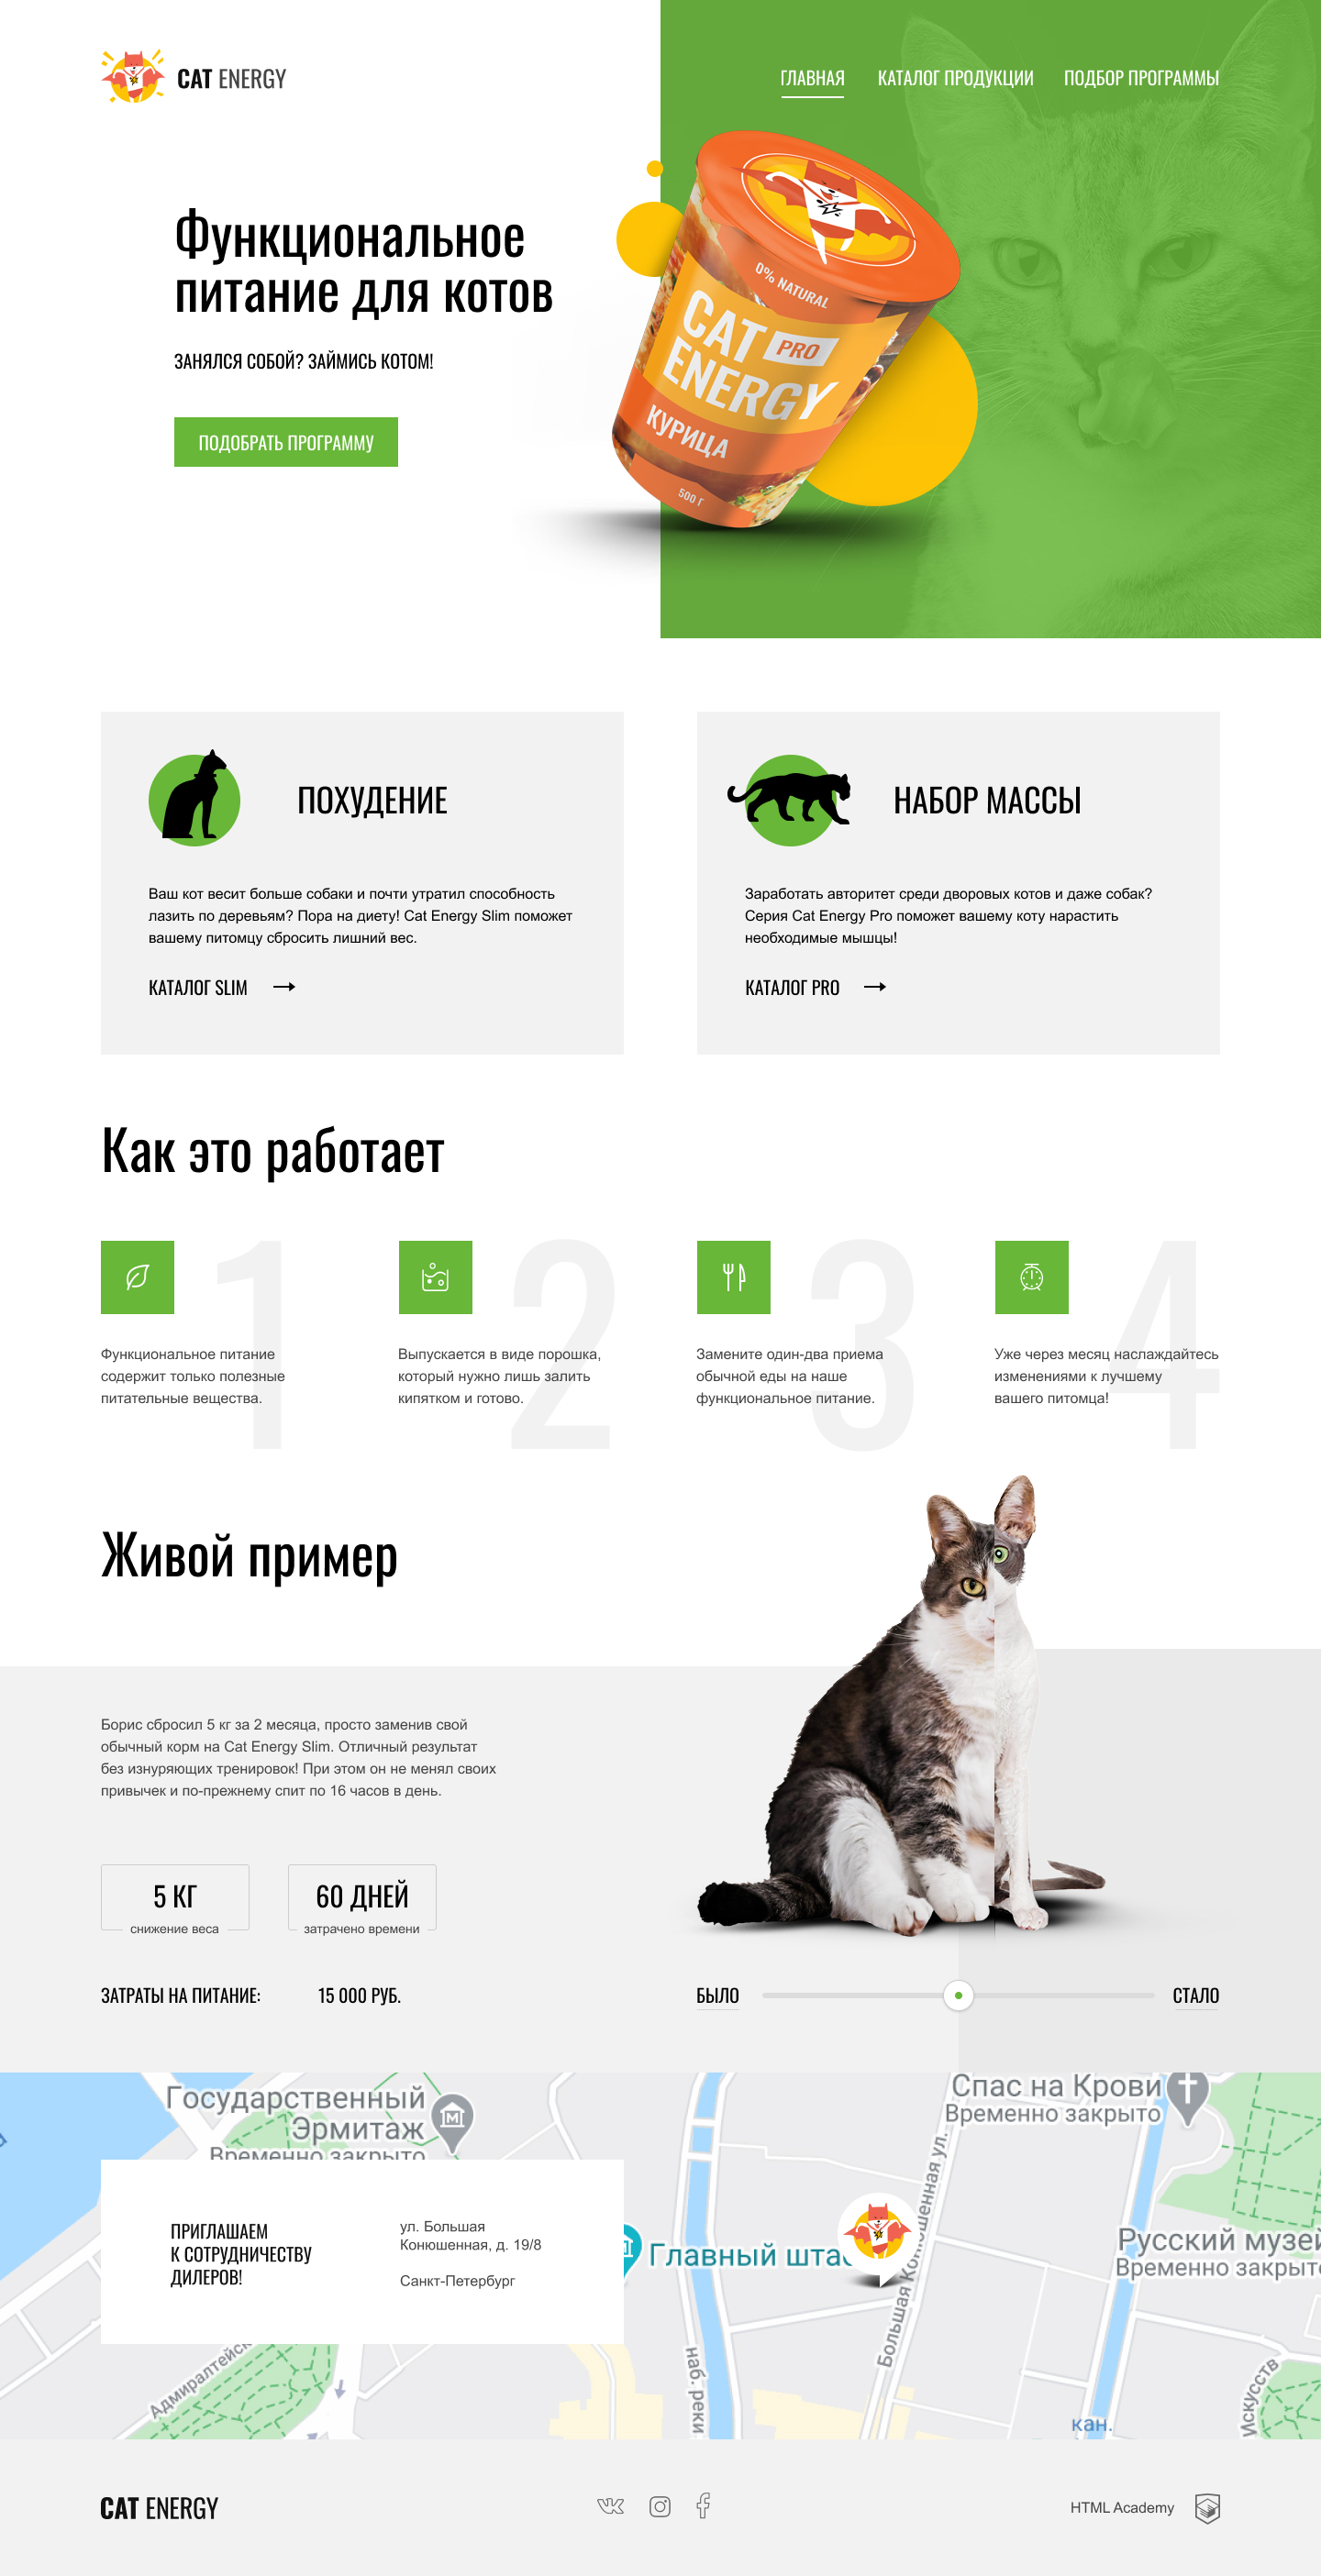 CAT ENERGY
ГЛАВНАЯ
КАТАЛОГ ПРОДУКЦИИ
ПОДБОР ПРОГРАММЫ
Функциональное
питание для котов
ЗАНЯЛСЯ СОБОЙ? ЗАЙМИСЬ КОТОМ!
ПОДОБРАТЬ ПРОГРАММУ
0% NATURAL
CAT PRO
ENERGY
КУРИЦА
500 Г
ПОХУДЕНИЕ
Ваш кот весит больше собаки и почти утратил способность
лазить по деревьям? Пора на диету! Cat Energy Slim поможет
вашему питомцу сбросить лишний вес.
КАТАЛОГ SLIM
НАБОР МАССЫ
Заработать авторитет среди дворовых котов и даже собак?
Серия Cat Energy Pro поможет вашему коту нарастить
необходимые мышцы!
КАТАЛОГ PRO
Как это работает
1
Функциональное питание
содержит только полезные
питательные вещества.
2
Выпускается в виде порошка,
который нужно лишь залить
кипятком и готово.
3
Замените один-два приема
обычной еды на наше
функциональное питание.
4
Уже через месяц наслаждайтесь
изменениями к лучшему
вашего питомца!
Живой пример
Борис сбросил 5 кг за 2 месяца, просто заменив свой
обычный корм на Cat Energy Slim. Отличный результат
без изнуряющих тренировок! При этом он не менял своих
привычек и по-прежнему спит по 16 часов в день.
5 КГ
снижение веса
60 ДНЕЙ
затрачено времени
ЗАТРАТЫ НА ПИТАНИЕ:
15 000 РУБ.
БЫЛО
СТАЛО
Государственный
Эрмитаж
Временно закрыто
Спас на Крови
Временно закрыто
ПРИГЛАШАЕМ
К СОТРУДНИЧЕСТВУ
ДИЛЕРОВ!
ул. Большая
Конюшенная, д. 19/8
Санкт-Петербург
Главный шта
Большая Ко шенная ул.
Русский музе
Временно закрыт
Адмиралтейс
наб. реки
кан.
Искусств
CAT ENERGY
HTML Academy